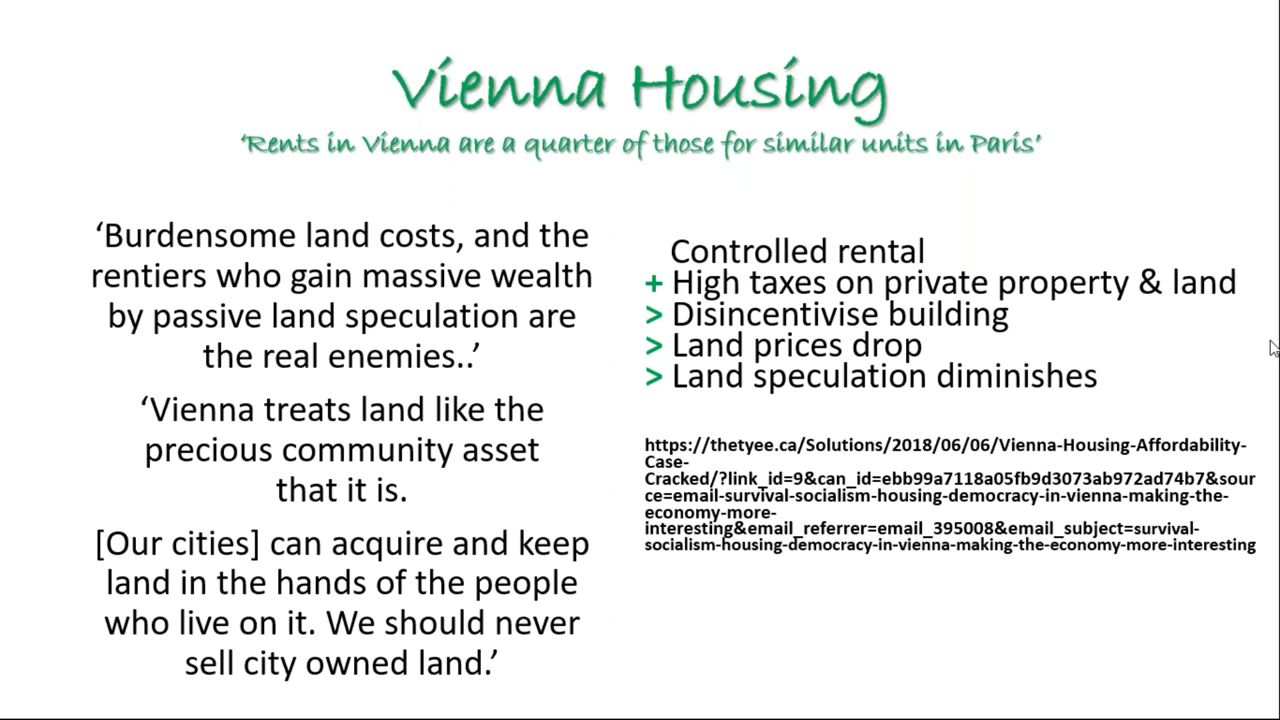 Vienna Housing
‘Rents in Vienna are a quarter of those for similar units in Paris’
‘Burdensome land costs, and the
rentiers who gain massive wealth
by passive land speculation are
the real enemies..’
‘Vienna treats land like the
precious community asset
that it is.
[Our cities] can acquire and keep
land in the hands of the people
who live on it. We should never
sell city owned land.’
Controlled rental
+ High taxes on private property & land
> Disincentivise building
> Land prices drop
> Land speculation diminishes
https://thetyee.ca/Solutions/2018/06/06/Vienna-Housing-Affordability-
Case-
Cracked/?link_id=9&can_id=ebb99a7118a05fb9d3073ab972ad74b7&sour
ce=email-survival-socialism-housing-democracy-in-vienna-making-the-
economy-more-
interesting&email_referrer=email_395008&email_subject=survival-
socialism-housing-democracy-in-vienna-making-the-economy-more-interesting